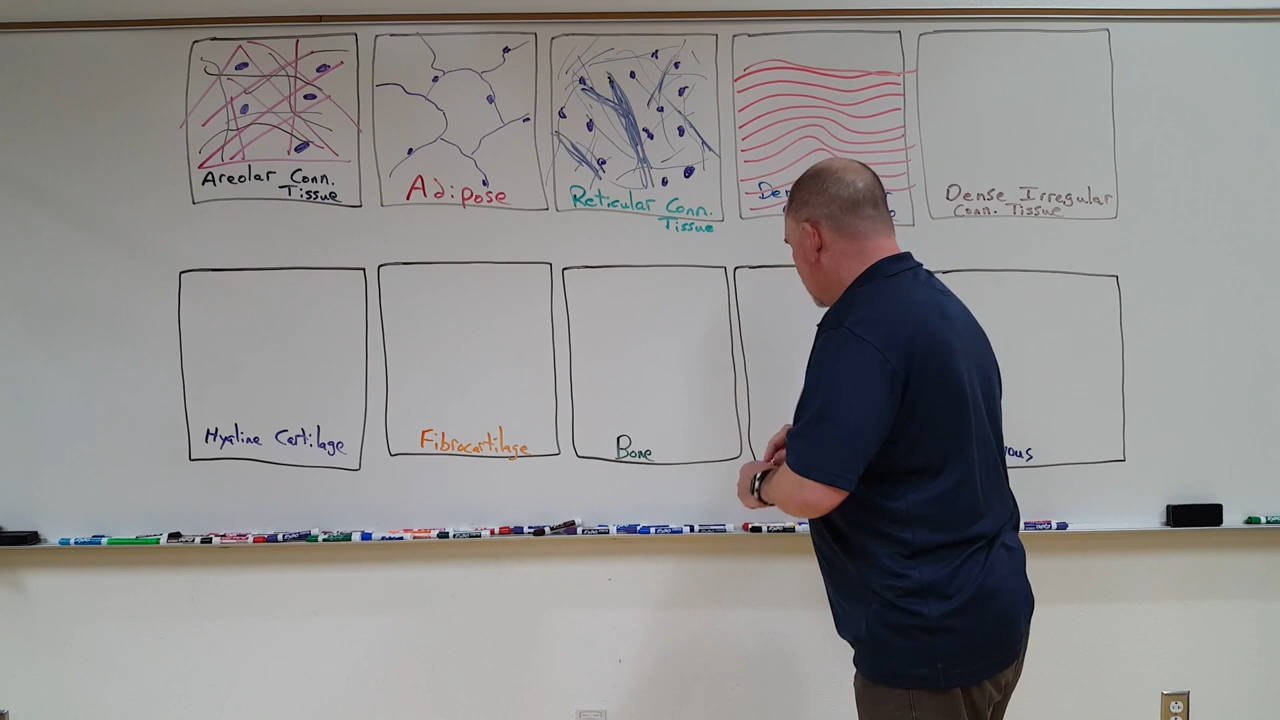 Areolar Conn.
Tissue
Adipose
Reticular Conn.
Tissue
Dense Irregular
Conn. Tissue
Hyaline Cartilage
Fibrocartilage
Bone